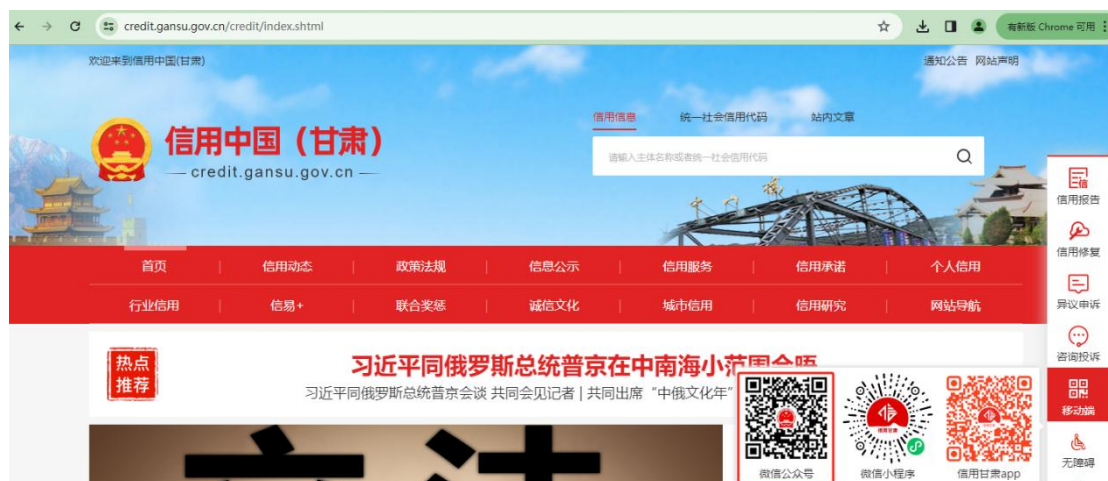 credit.gansu.gov.cn/credit/index.shtml
有新版 Chrome 可用
欢迎来到信用中国(甘肃)
通知公告 网站声明
信用信息 统一社会信用代码 站内文章
信用中国（甘肃）
请输入主体名称或者统一社会信用代码
credit.gansu.gov.cn
信用报告
信用修复
异议申诉
咨询投诉
移动端
无障碍
首页 信用动态 政策法规 信息公示 信用服务 信用承诺 个人信用
行业信用 信易+ 联合奖惩 诚信文化 城市信用 信用研究 网站导航
热点
推荐
习近平同俄罗斯总统普京在中南海小范围会晤
习近平同俄罗斯总统普京会谈 共同会见记者 | 共同出席“中俄文化年”
微信公众号 微信小程序 信用甘肃app